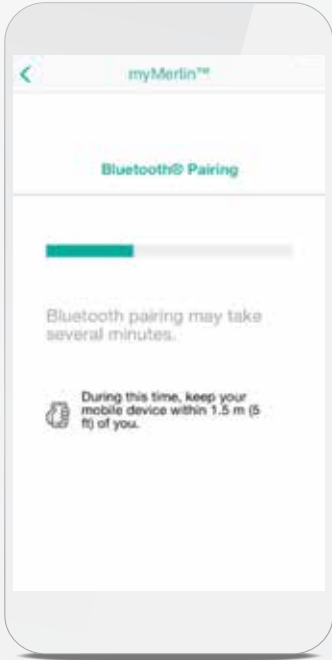 myMerlin™
Bluetooth® Pairing
Bluetooth pairing may take
several minutes.
During this time, keep your
mobile device within 1.5 m (5
ft) of you.